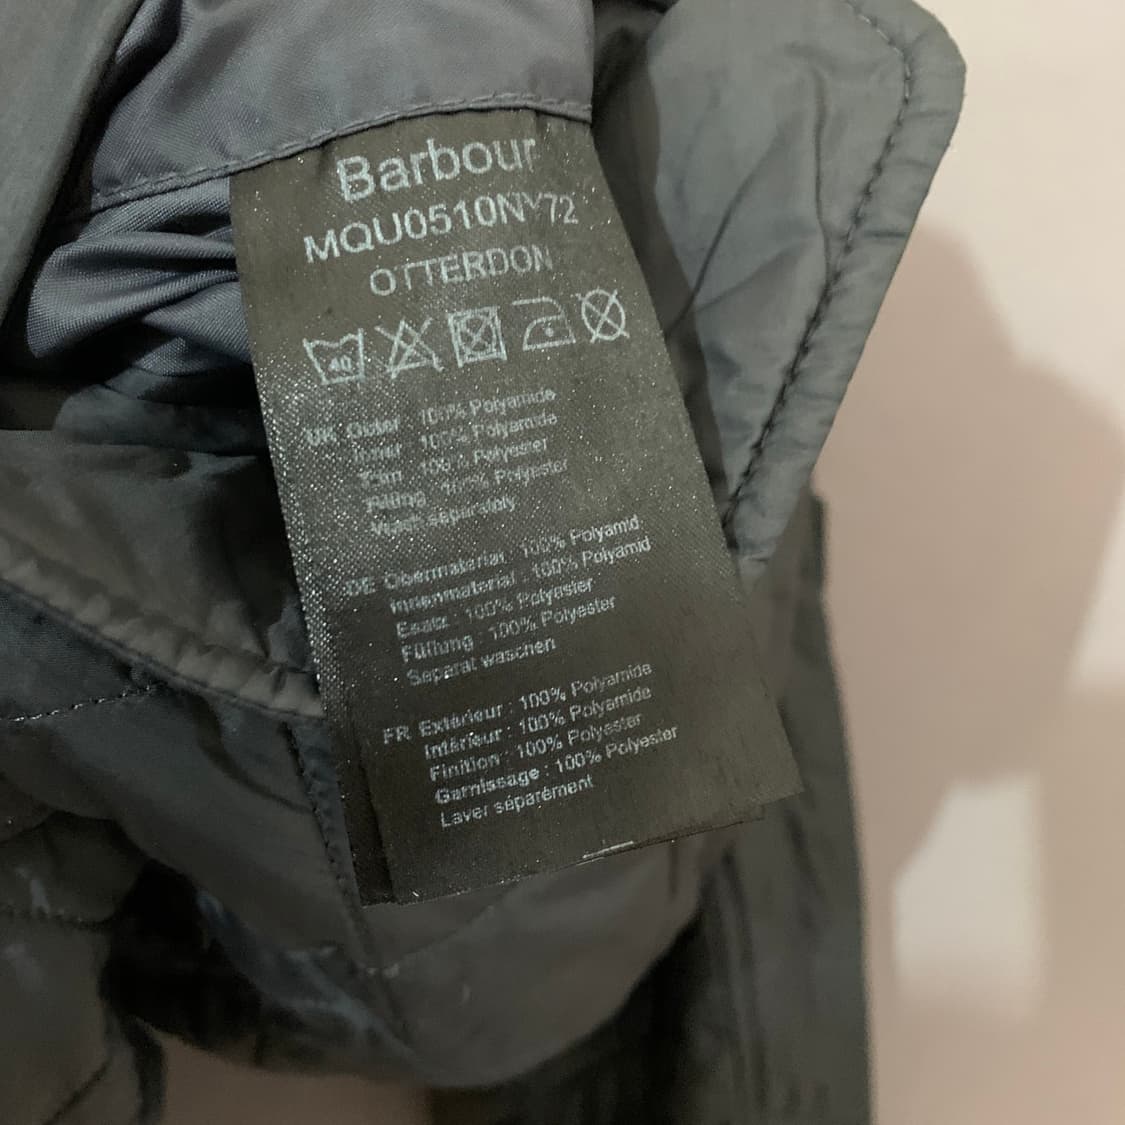 Barbour
MQU0510NY72
OTTERDON
40
UK Outer : 100% Polyamide
Inner : 100% Polyamide
Trim : 100% Polyester
Filling : 100% Polyester
Wash separately
DE Obermaterial : 100% Polyamid
Innenmaterial : 100% Polyamid
Esatz : 100% Polyester
Füllung : 100% Polyester
Separat waschen
FR Extérieur : 100% Polyamide
Intérieur : 100% Polyamide
Finition : 100% Polyester
Garnissage : 100% Polyester
Laver séparément